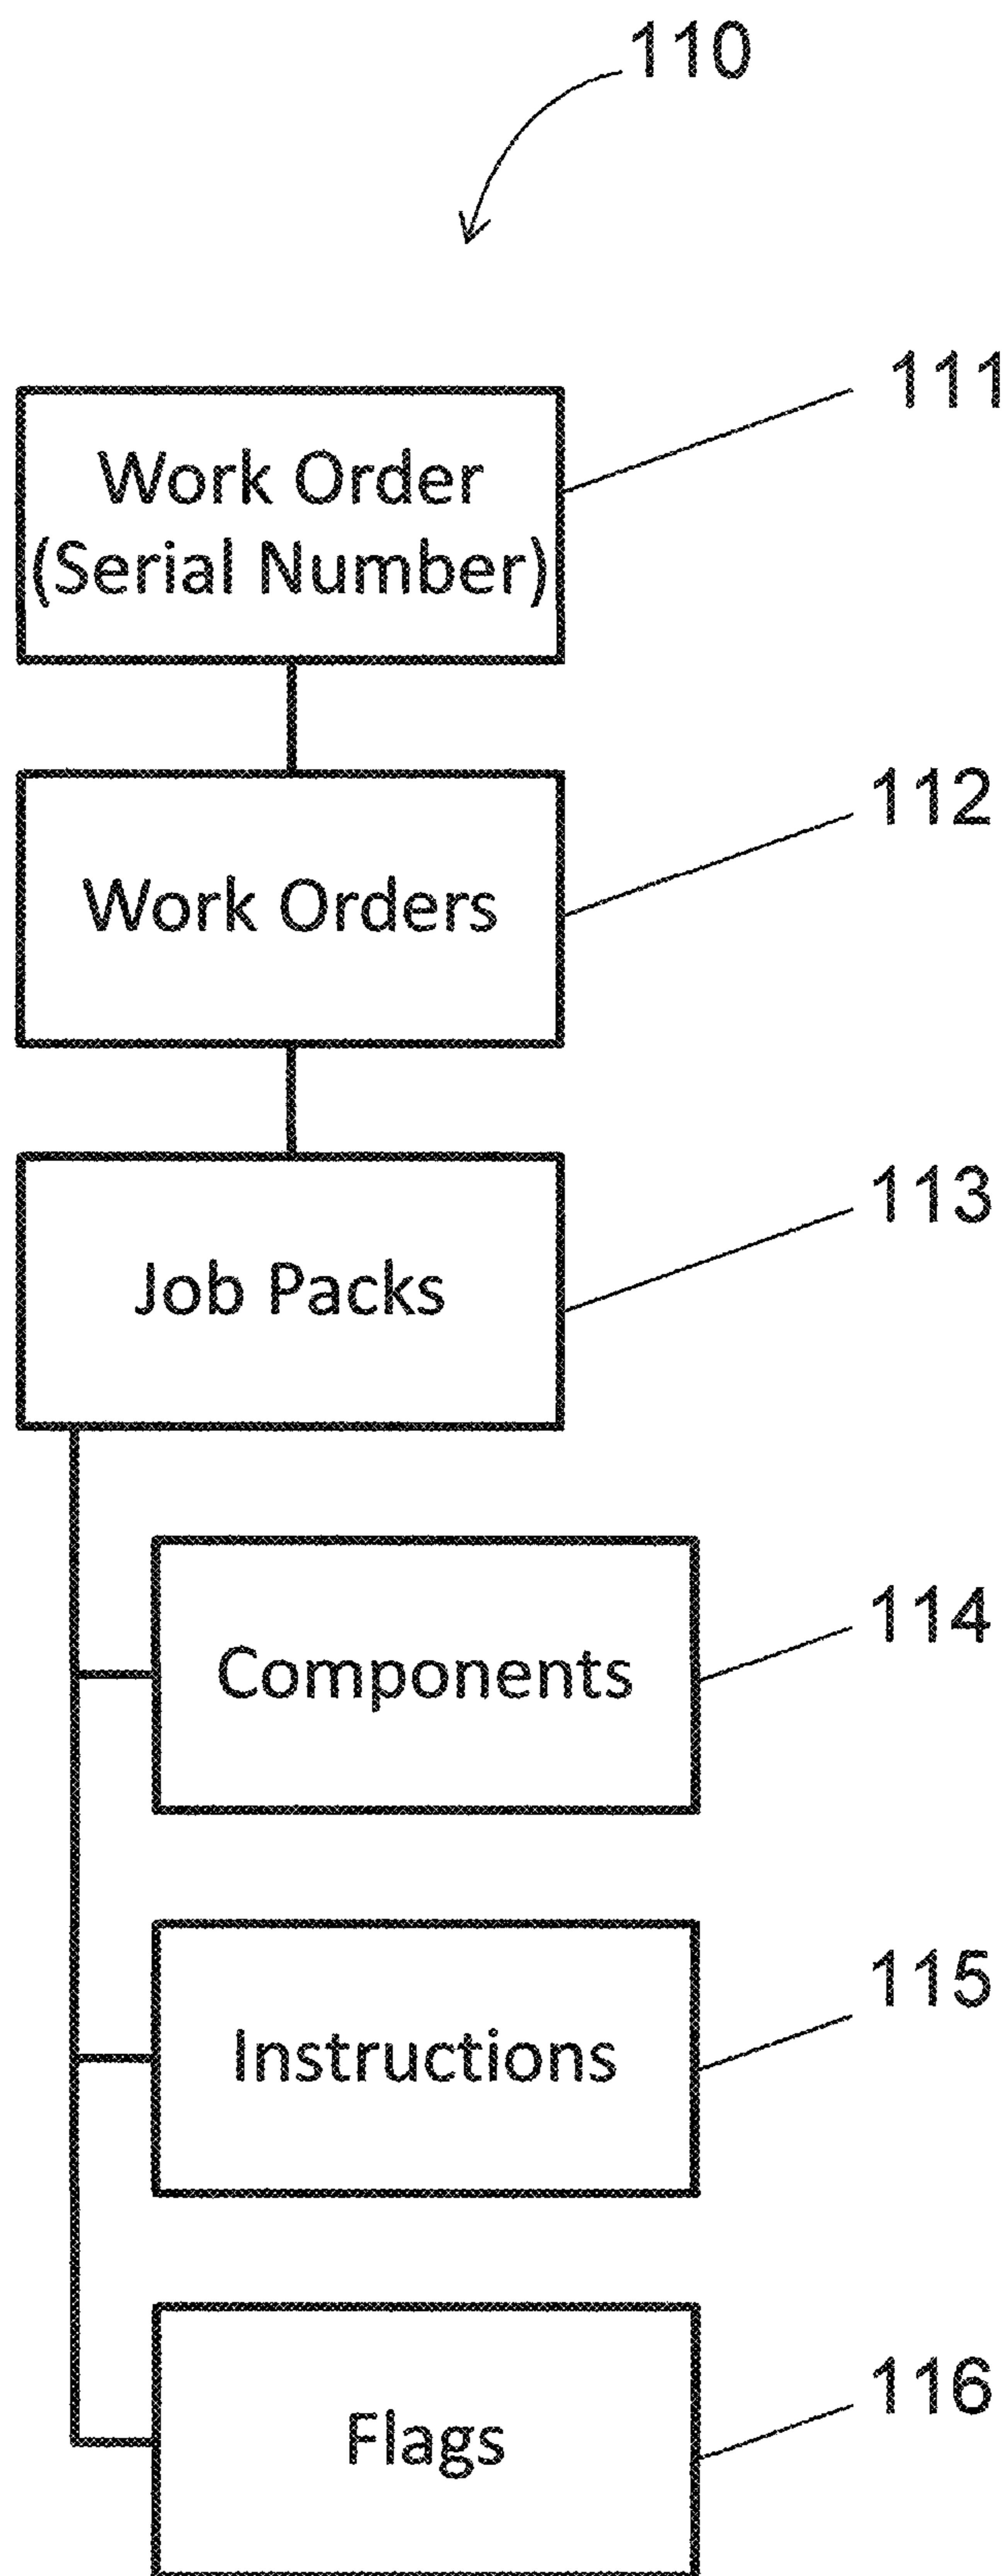 110
111
Work Order
(Serial Number)
112
Work Orders
113
Job Packs
114
Components
115
Instructions
116
Flags